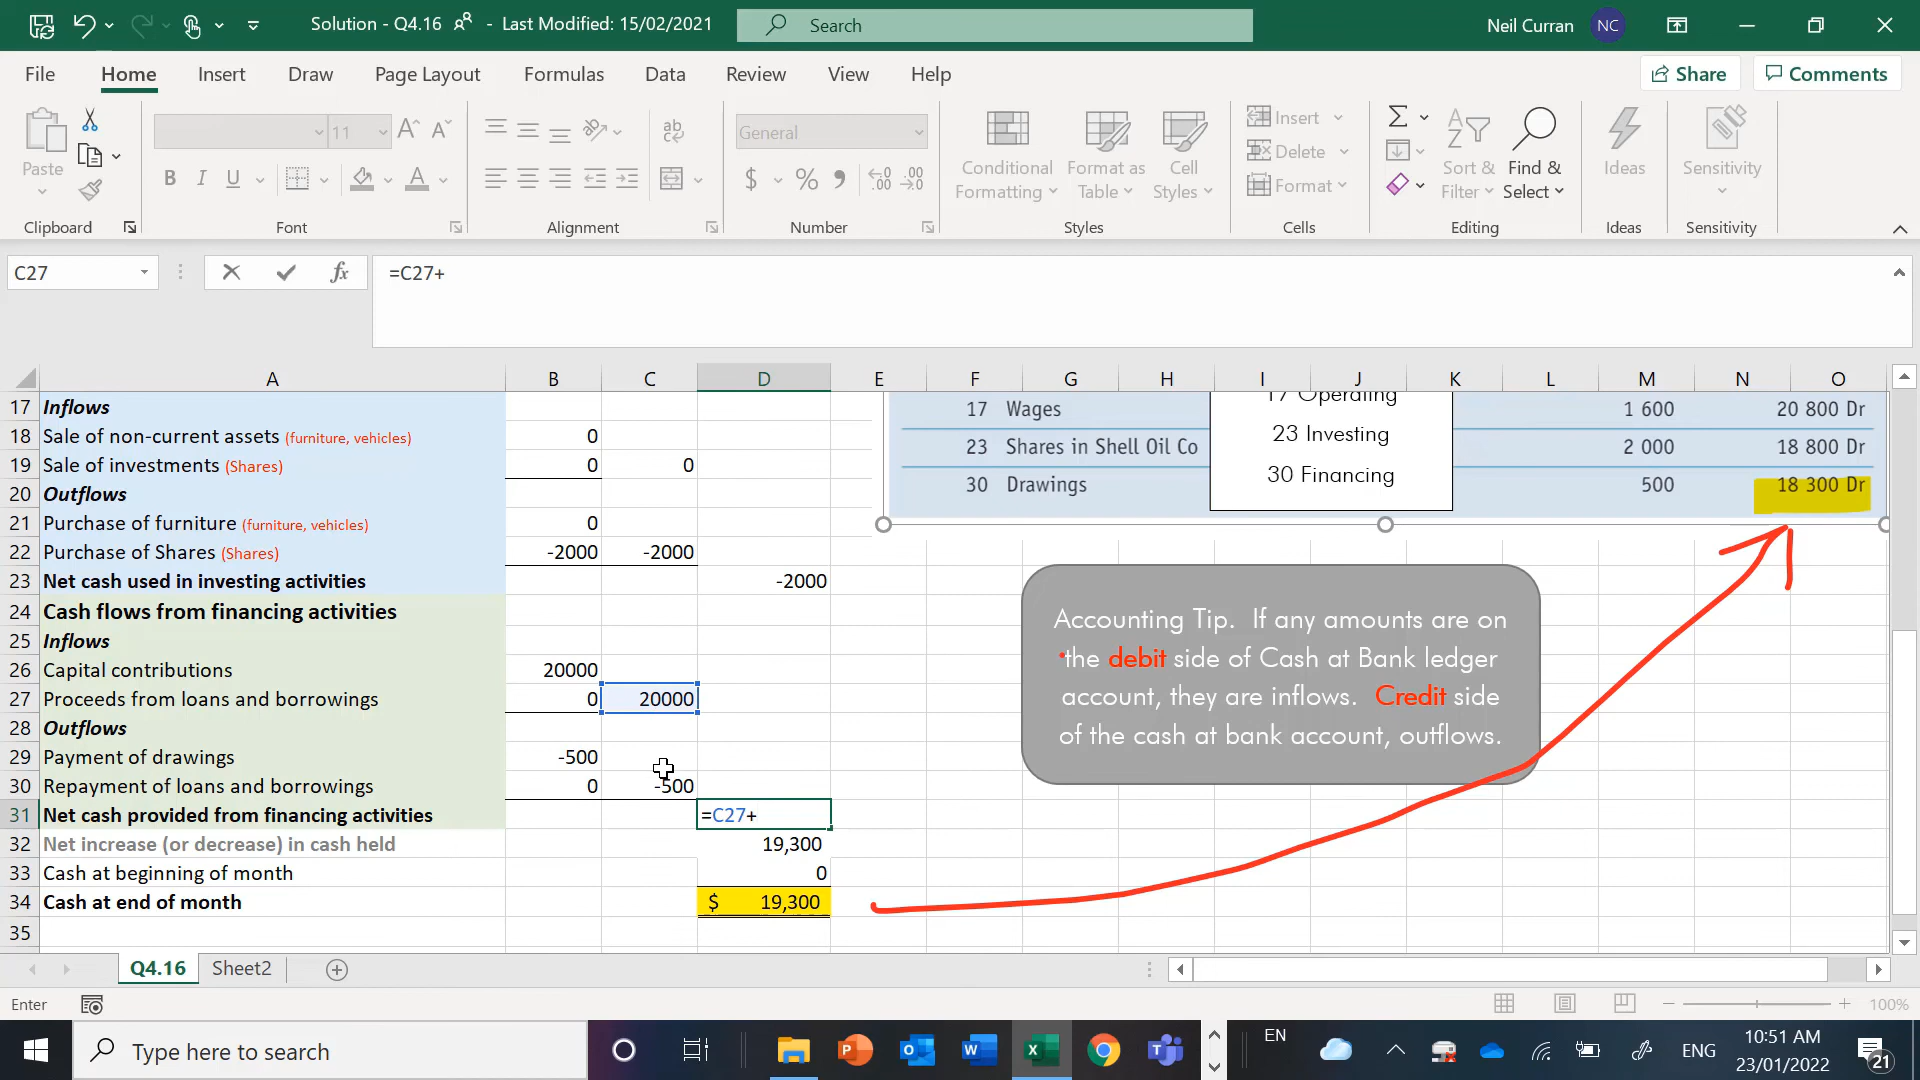 Solution - Q4.16 - Last Modified: 15/02/2021
Search
Neil Curran NC
File Home Insert Draw Page Layout Formulas Data Review View Help
Share Comments
Paste
11
B I U A
ab
General
$ % 9
Conditional Formatting
Format as Table
Cell Styles
Insert
Delete
Format
Sort & Filter
Find & Select
Ideas
Sensitivity
Clipboard Font Alignment Number Styles Cells Editing Ideas Sensitivity
C27 fx =C27+
A B C D E F G H I J K L M N O
17 Inflows
18 Sale of non-current assets (furniture, vehicles) 0
19 Sale of investments (Shares) 0 0
20 Outflows
21 Purchase of furniture (furniture, vehicles) 0
22 Purchase of Shares (Shares) -2000 -2000
23 Net cash used in investing activities -2000
24 Cash flows from financing activities
25 Inflows
26 Capital contributions 20000
27 Proceeds from loans and borrowings 0 20000
28 Outflows
29 Payment of drawings -500
30 Repayment of loans and borrowings 0 -500
31 Net cash provided from financing activities =C27+
32 Net increase (or decrease) in cash held 19,300
33 Cash at beginning of month 0
34 Cash at end of month $ 19,300
35
17 Wages 1 600 20 800 Dr
23 Shares in Shell Oil Co 2 000 18 800 Dr
30 Drawings 500 18 300 Dr
17 Operating
23 Investing
30 Financing
Accounting Tip. If any amounts are on
the debit side of Cash at Bank ledger
account, they are inflows. Credit side
of the cash at bank account, outflows.
Q4.16 Sheet2
Enter
100%
Type here to search
EN
ENG
10:51 AM
23/01/2022
21